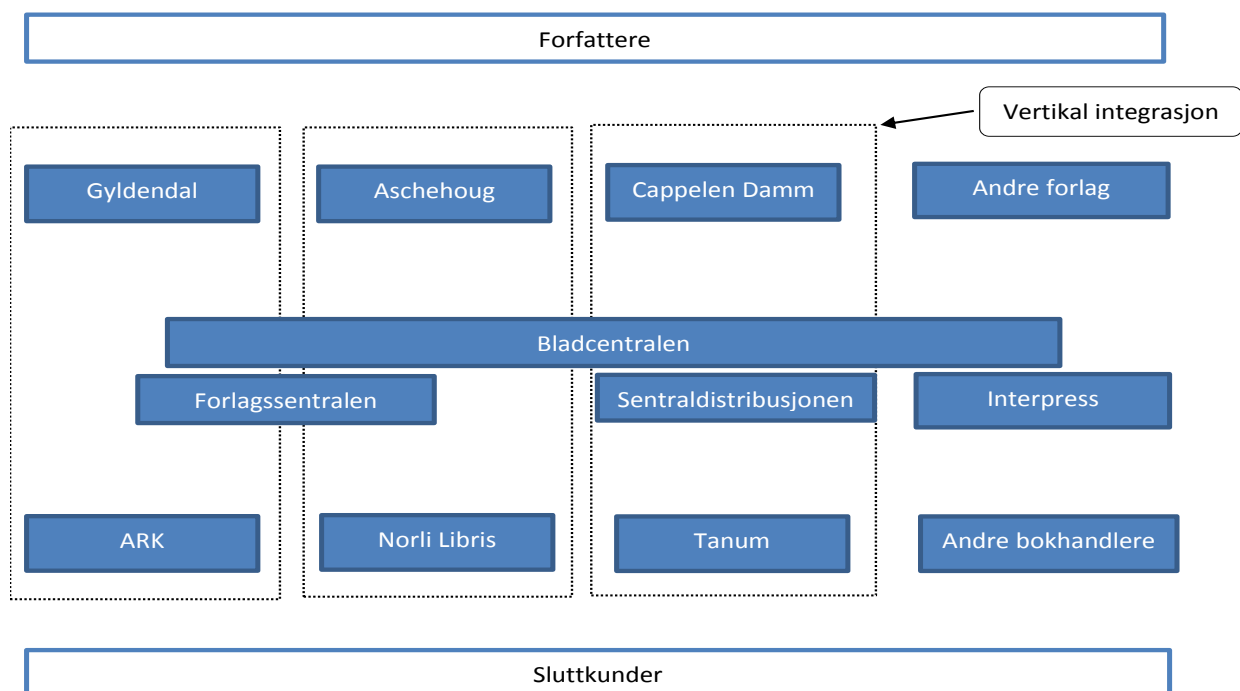 Forfattere
Vertikal integrasjon
Gyldendal
Aschehoug
Cappelen Damm
Andre forlag
Bladcentralen
Forlagssentralen
Sentraldistribusjonen
Interpress
ARK
Norli Libris
Tanum
Andre bokhandlere
Sluttkunder